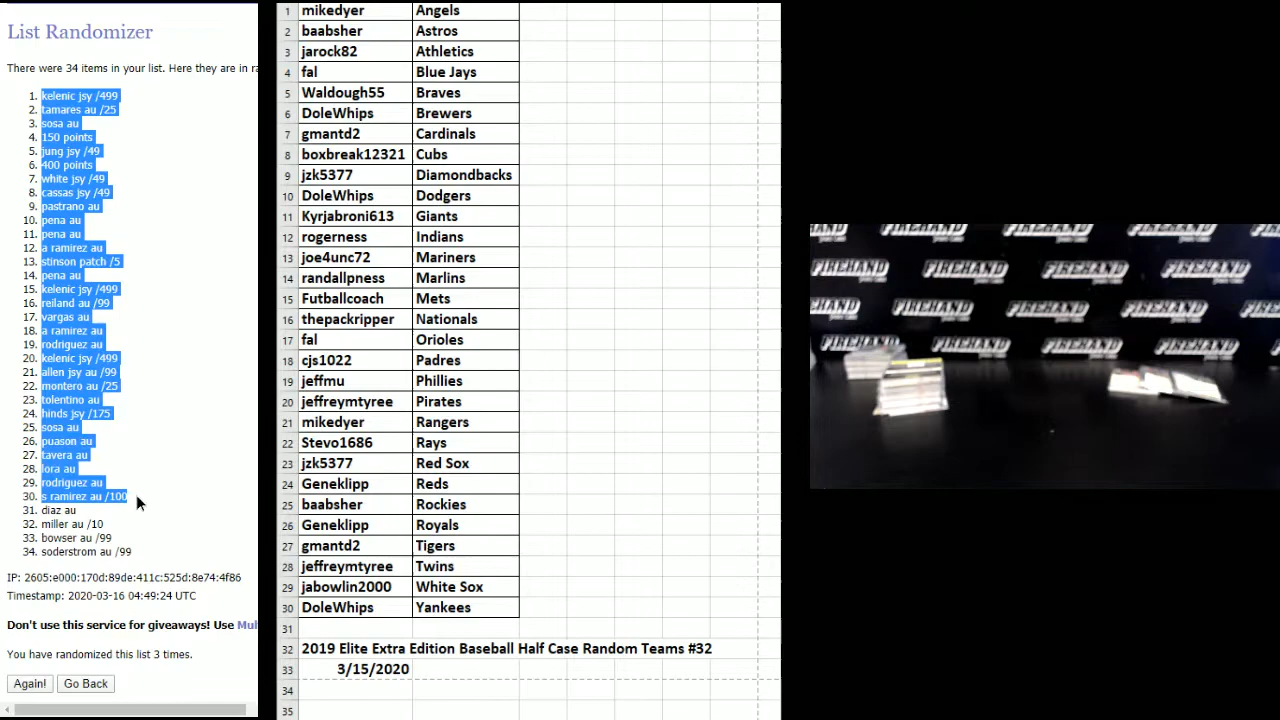 List Randomizer
There were 34 items in your list. Here they are in ra
1. kelenic jsy /499
2. tamares au /25
3. sosa au
4. 150 points
5. jung jsy /49
6. 400 points
7. white jsy /49
8. cassas jsy /49
9. pastrano au
10. pena au
11. pena au
12. a ramirez au
13. stinson patch /5
14. pena au
15. kelenic jsy /499
16. reiland au /99
17. vargas au
18. a ramirez au
19. rodriguez au
20. kelenic jsy /499
21. allen jsy au /99
22. montero au /25
23. tolentino au
24. hinds jsy /175
25. sosa au
26. puason au
27. tavera au
28. lora au
29. rodriguez au
30. s ramirez au /100
31. diaz au
32. miller au /10
33. bowser au /99
34. soderstrom au /99
IP: 2605:e000:170d:89de:411c:525d:8e74:4f86
Timestamp: 2020-03-16 04:49:24 UTC
Don't use this service for giveaways! Use Mul
You have randomized this list 3 times.
Again! Go Back
1 mikedyer Angels
2 baabsher Astros
3 jarock82 Athletics
4 fal Blue Jays
5 Waldough55 Braves
6 DoleWhips Brewers
7 gmantd2 Cardinals
8 boxbreak12321 Cubs
9 jzk5377 Diamondbacks
10 DoleWhips Dodgers
11 Kyrjabroni613 Giants
12 rogerness Indians
13 joe4unc72 Mariners
14 randallpness Marlins
15 Futballcoach Mets
16 thepackripper Nationals
17 fal Orioles
18 cjs1022 Padres
19 jeffmu Phillies
20 jeffreymtyree Pirates
21 mikedyer Rangers
22 Stevo1686 Rays
23 jzk5377 Red Sox
24 Geneklipp Reds
25 baabsher Rockies
26 Geneklipp Royals
27 gmantd2 Tigers
28 jeffreymtyree Twins
29 jabowlin2000 White Sox
30 DoleWhips Yankees
31
32 2019 Elite Extra Edition Baseball Half Case Random Teams #32
33 3/15/2020
34
35
FIREHAND FIREHAND FIREHAND
FIREHAND FIREHAND FIREHAND FIREHAND
FIREHAND FIREHAND FIREHAND
FIREHAND FIREHAND FIREHAND FIREHAND